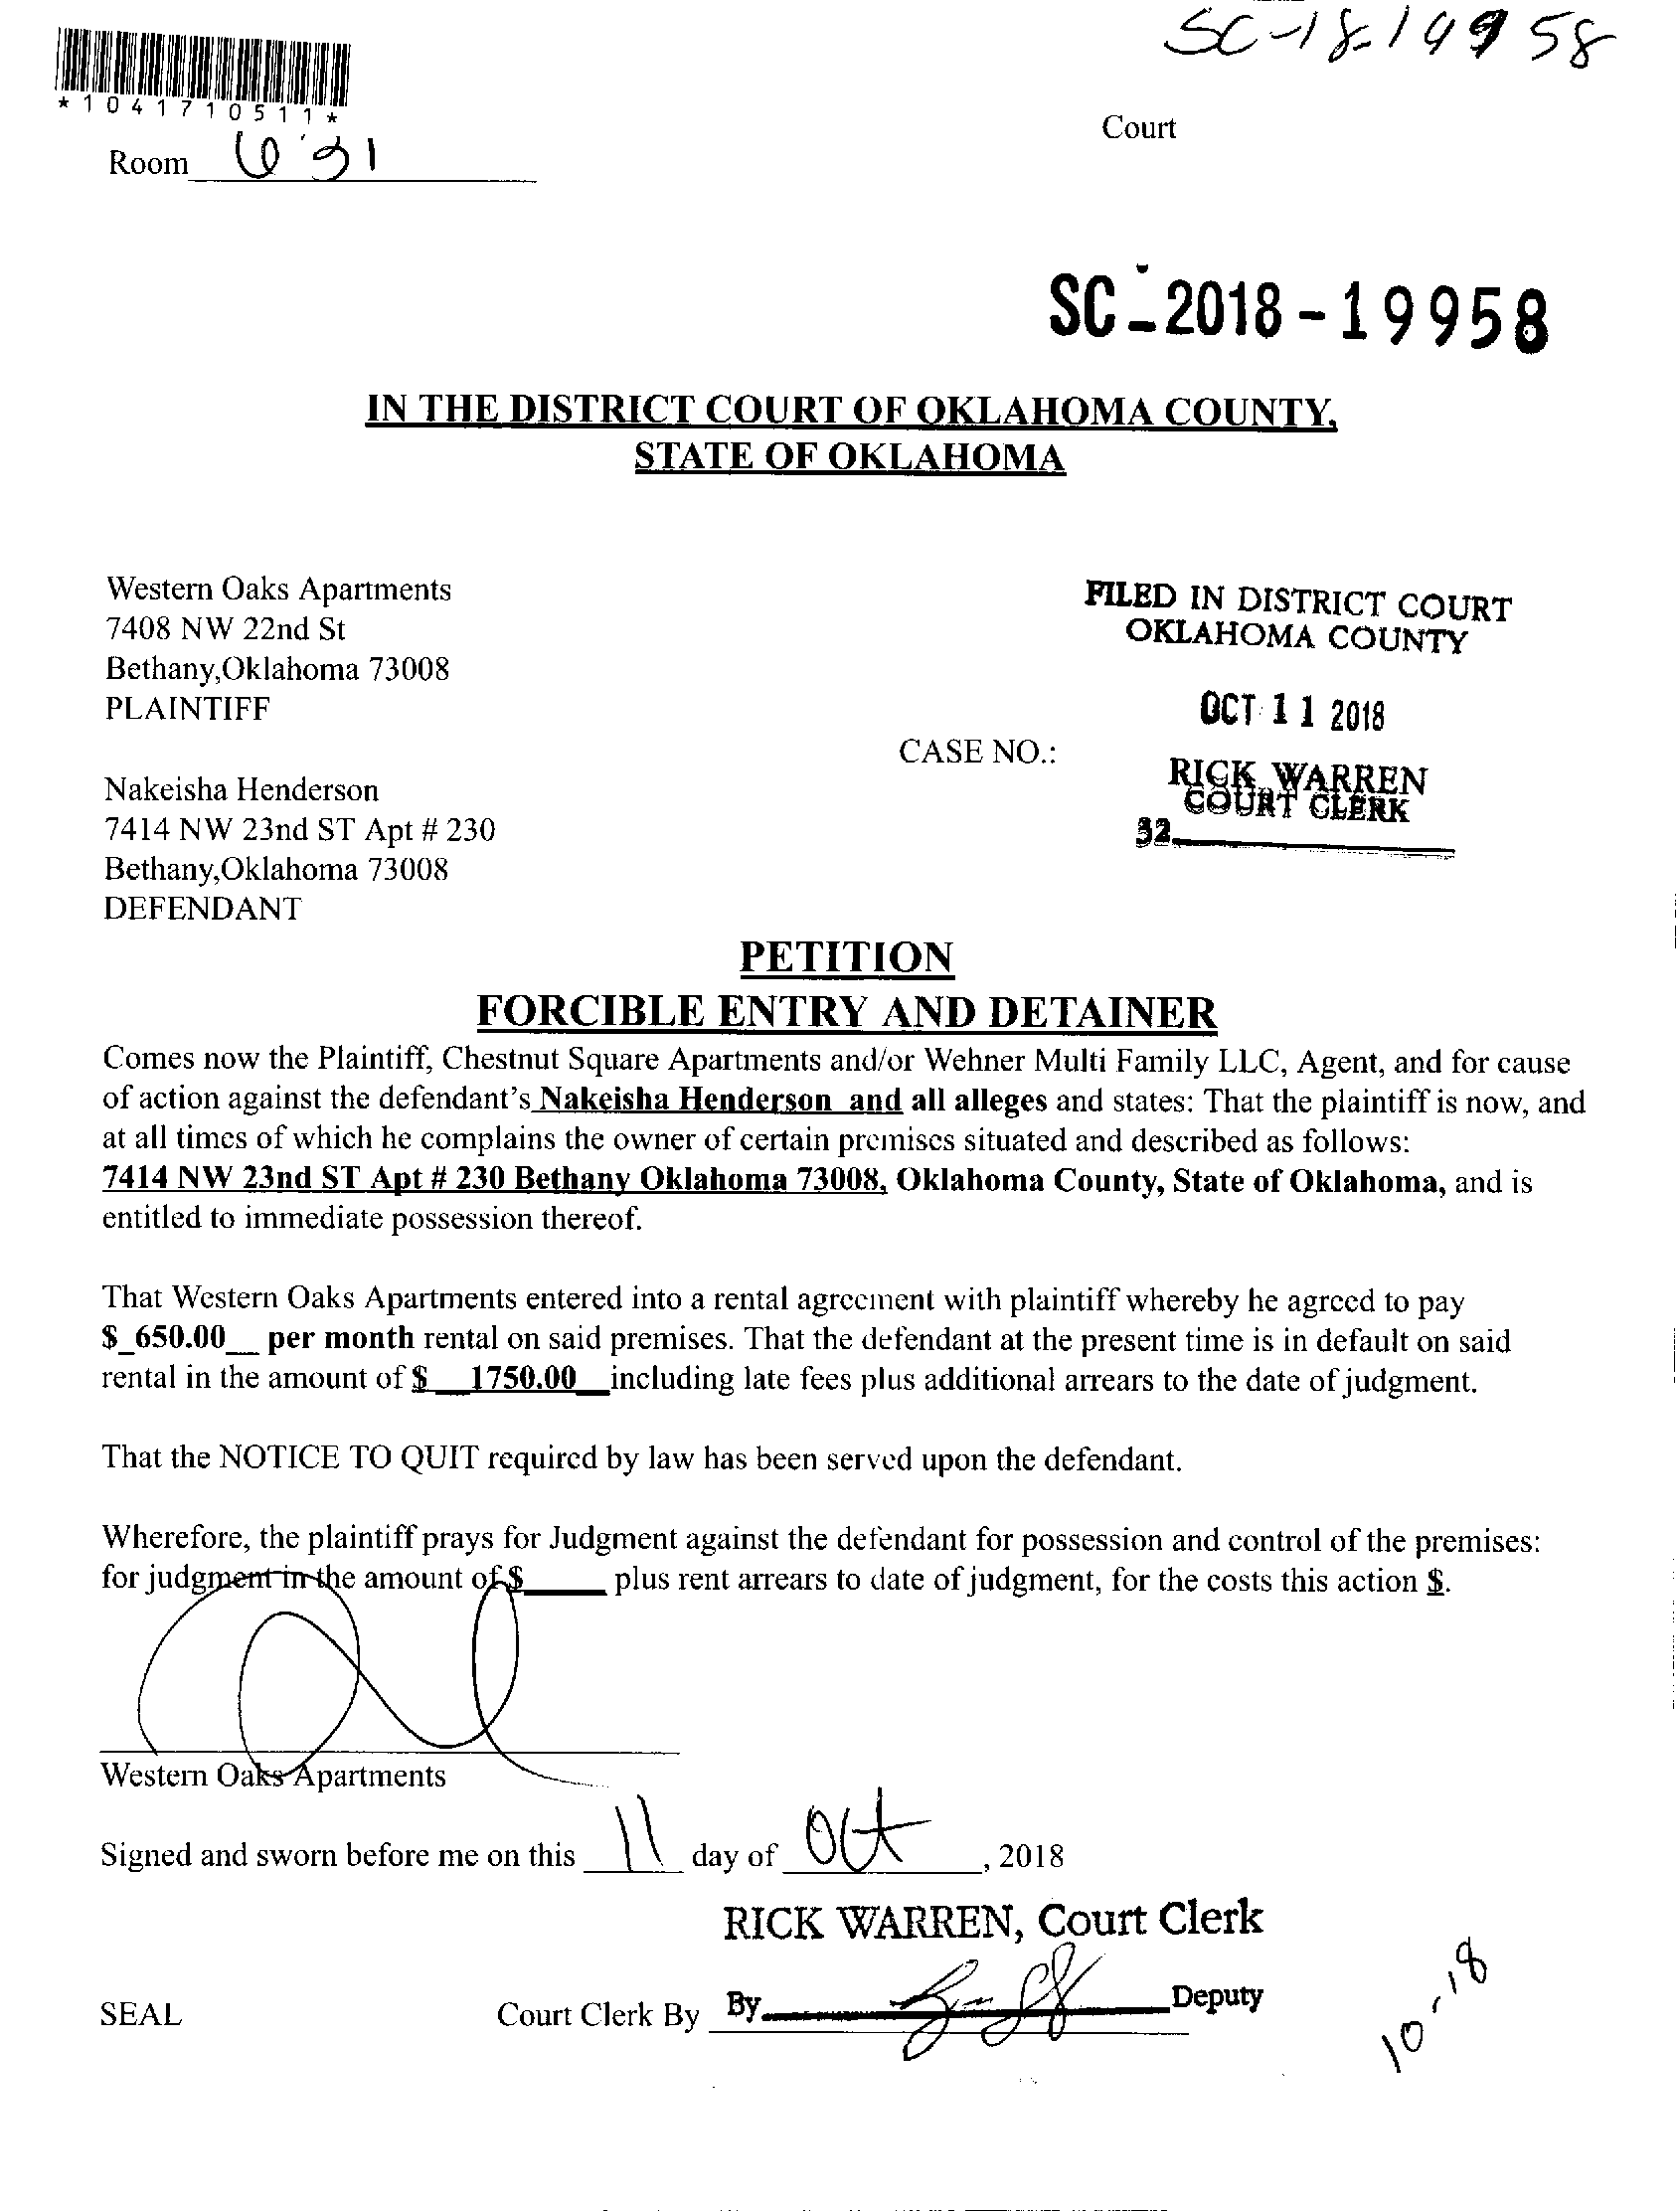 SC-18-19958
*1041710511*
Court
Room 631
SC-2018-19958
IN THE DISTRICT COURT OF OKLAHOMA COUNTY,
STATE OF OKLAHOMA
Western Oaks Apartments
7408 NW 22nd St
Bethany,Oklahoma 73008
PLAINTIFF
FILED IN DISTRICT COURT
OKLAHOMA COUNTY
OCT 11 2018
CASE NO.:
RICK WARREN
COURT CLERK
32
Nakeisha Henderson
7414 NW 23nd ST Apt # 230
Bethany,Oklahoma 73008
DEFENDANT
PETITION
FORCIBLE ENTRY AND DETAINER
Comes now the Plaintiff, Chestnut Square Apartments and/or Wehner Multi Family LLC, Agent, and for cause
of action against the defendant's Nakeisha Henderson and all alleges and states: That the plaintiff is now, and
at all times of which he complains the owner of certain premises situated and described as follows:
7414 NW 23nd ST Apt # 230 Bethany Oklahoma 73008, Oklahoma County, State of Oklahoma, and is
entitled to immediate possession thereof.
That Western Oaks Apartments entered into a rental agreement with plaintiff whereby he agreed to pay
$_650.00__ per month rental on said premises. That the defendant at the present time is in default on said
rental in the amount of $__1750.00__including late fees plus additional arrears to the date of judgment.
That the NOTICE TO QUIT required by law has been served upon the defendant.
Wherefore, the plaintiff prays for Judgment against the defendant for possession and control of the premises:
for judgment in the amount of $_____ plus rent arrears to date of judgment, for the costs this action $.
Western Oaks Apartments
Signed and sworn before me on this 11 day of Oct, 2018
RICK WARREN, Court Clerk
SEAL Court Clerk By By Deputy
10-18